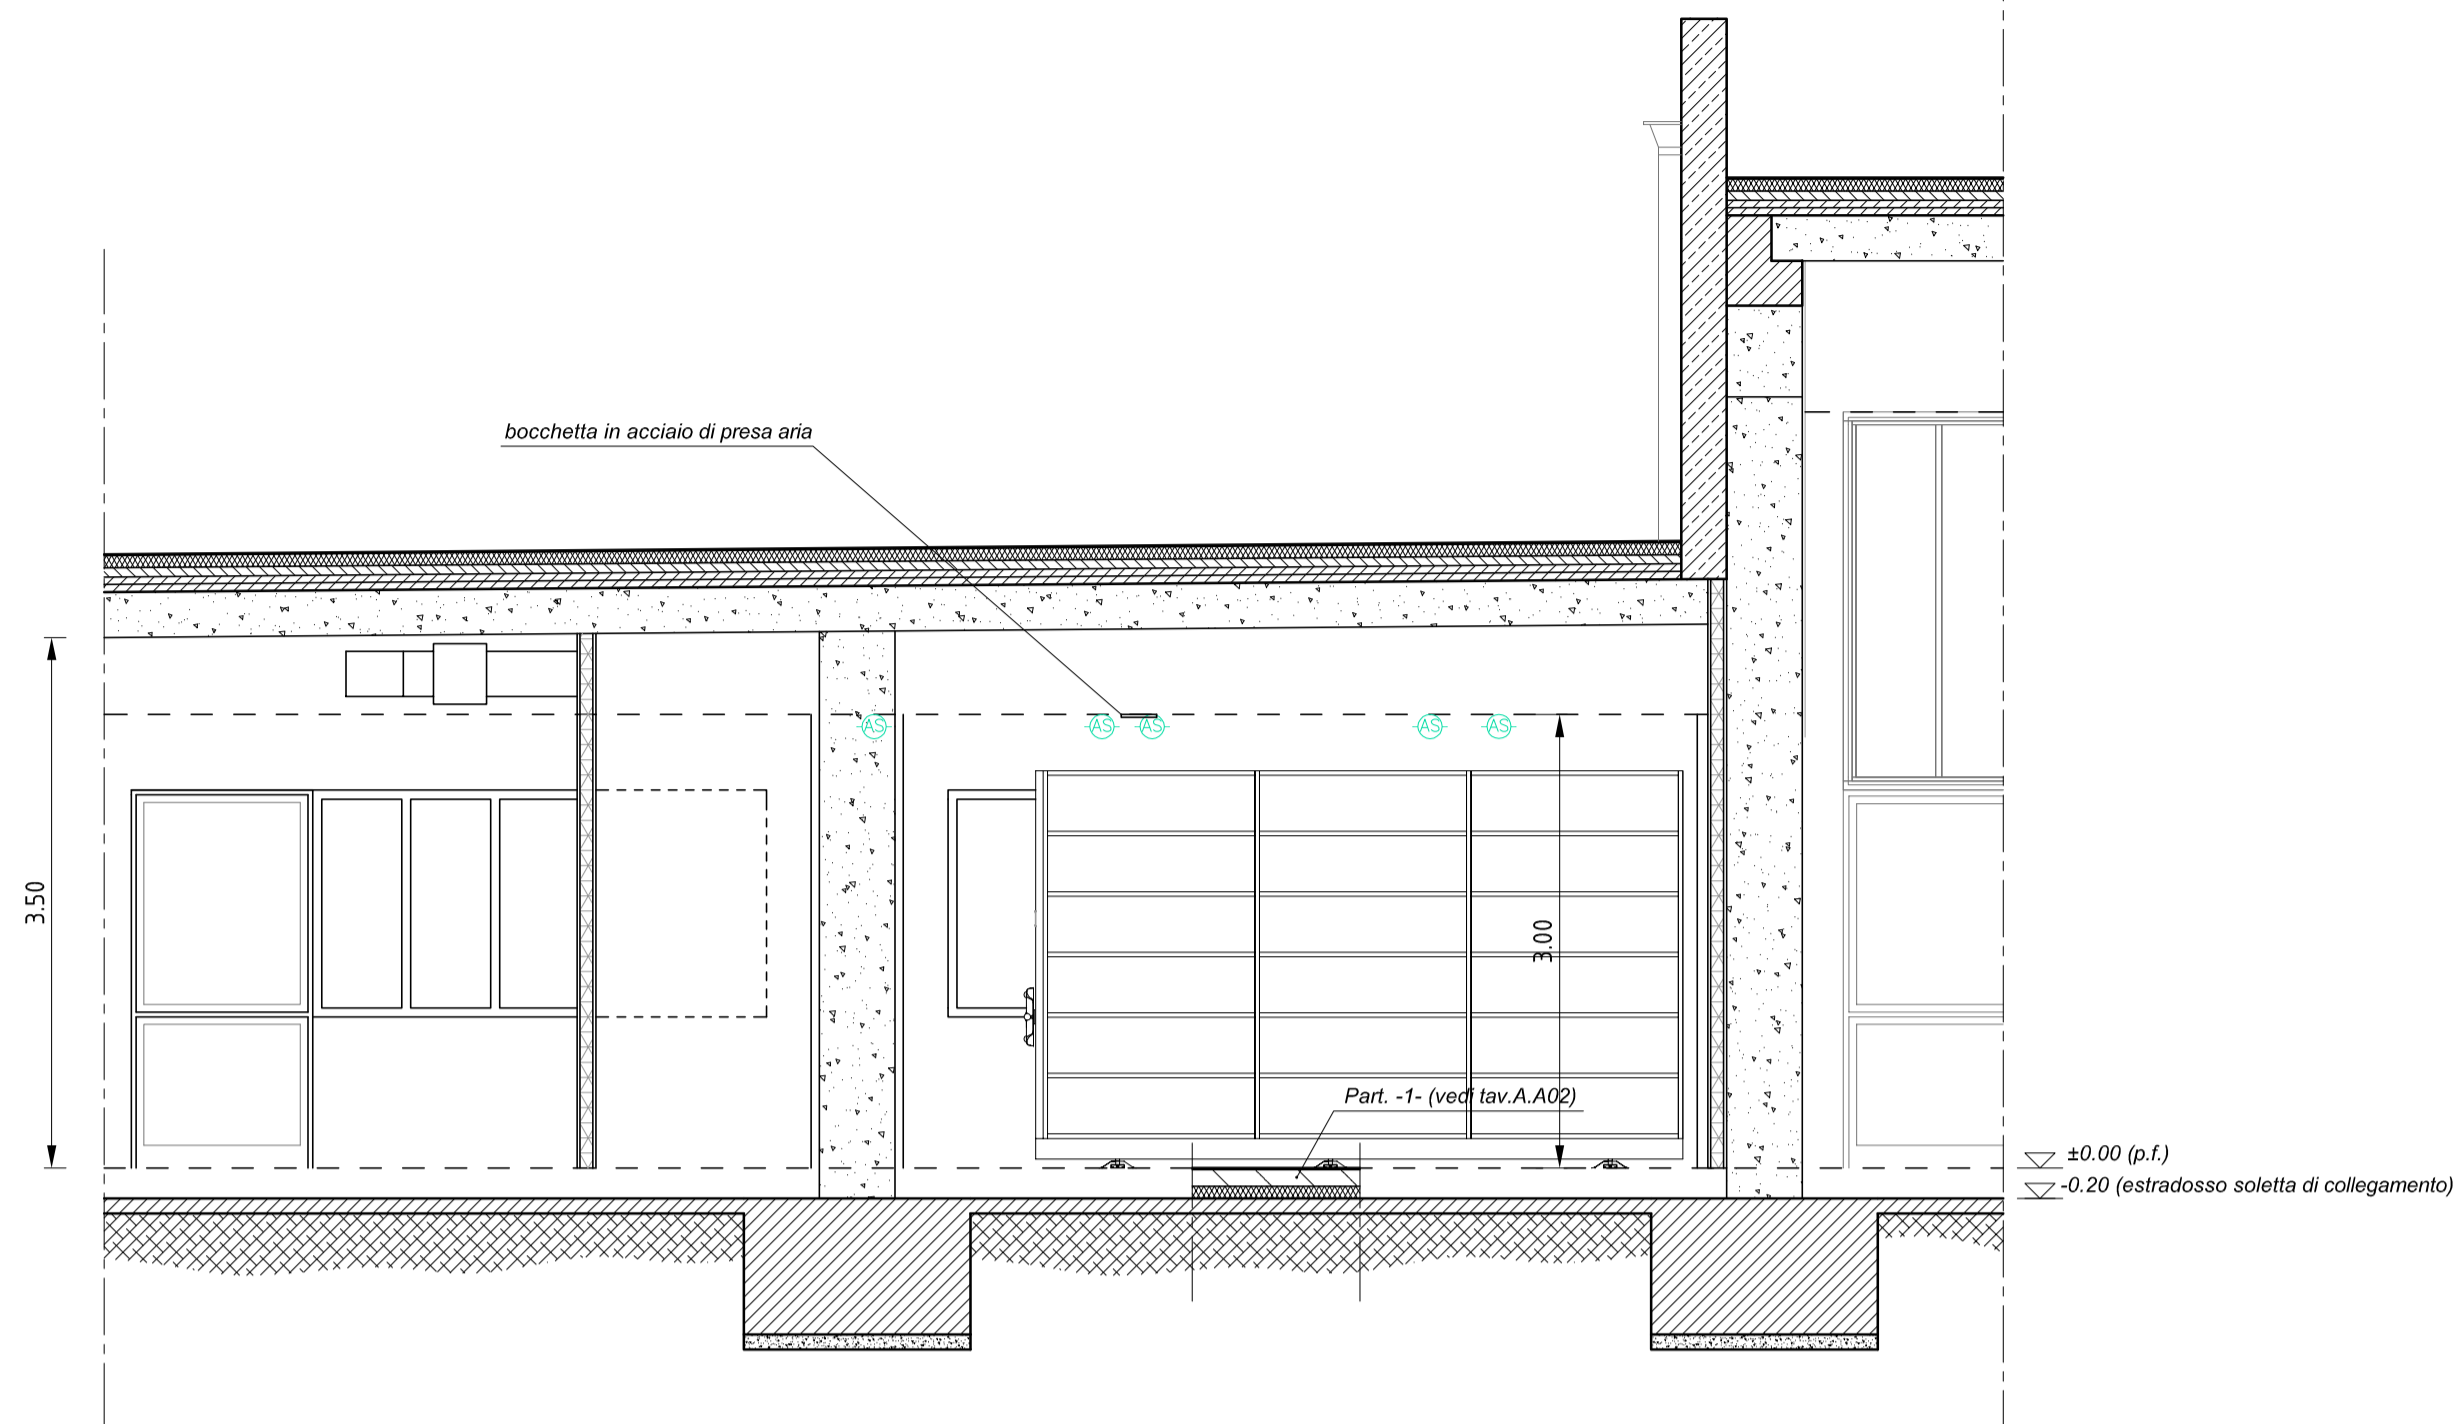 bocchetta in acciaio di presa aria
AS
AS
AS
AS
AS
3.50
3.00
Part. -1- (vedi tav.A.A02)
±0.00 (p.f.)
-0.20 (estradosso soletta di collegamento)